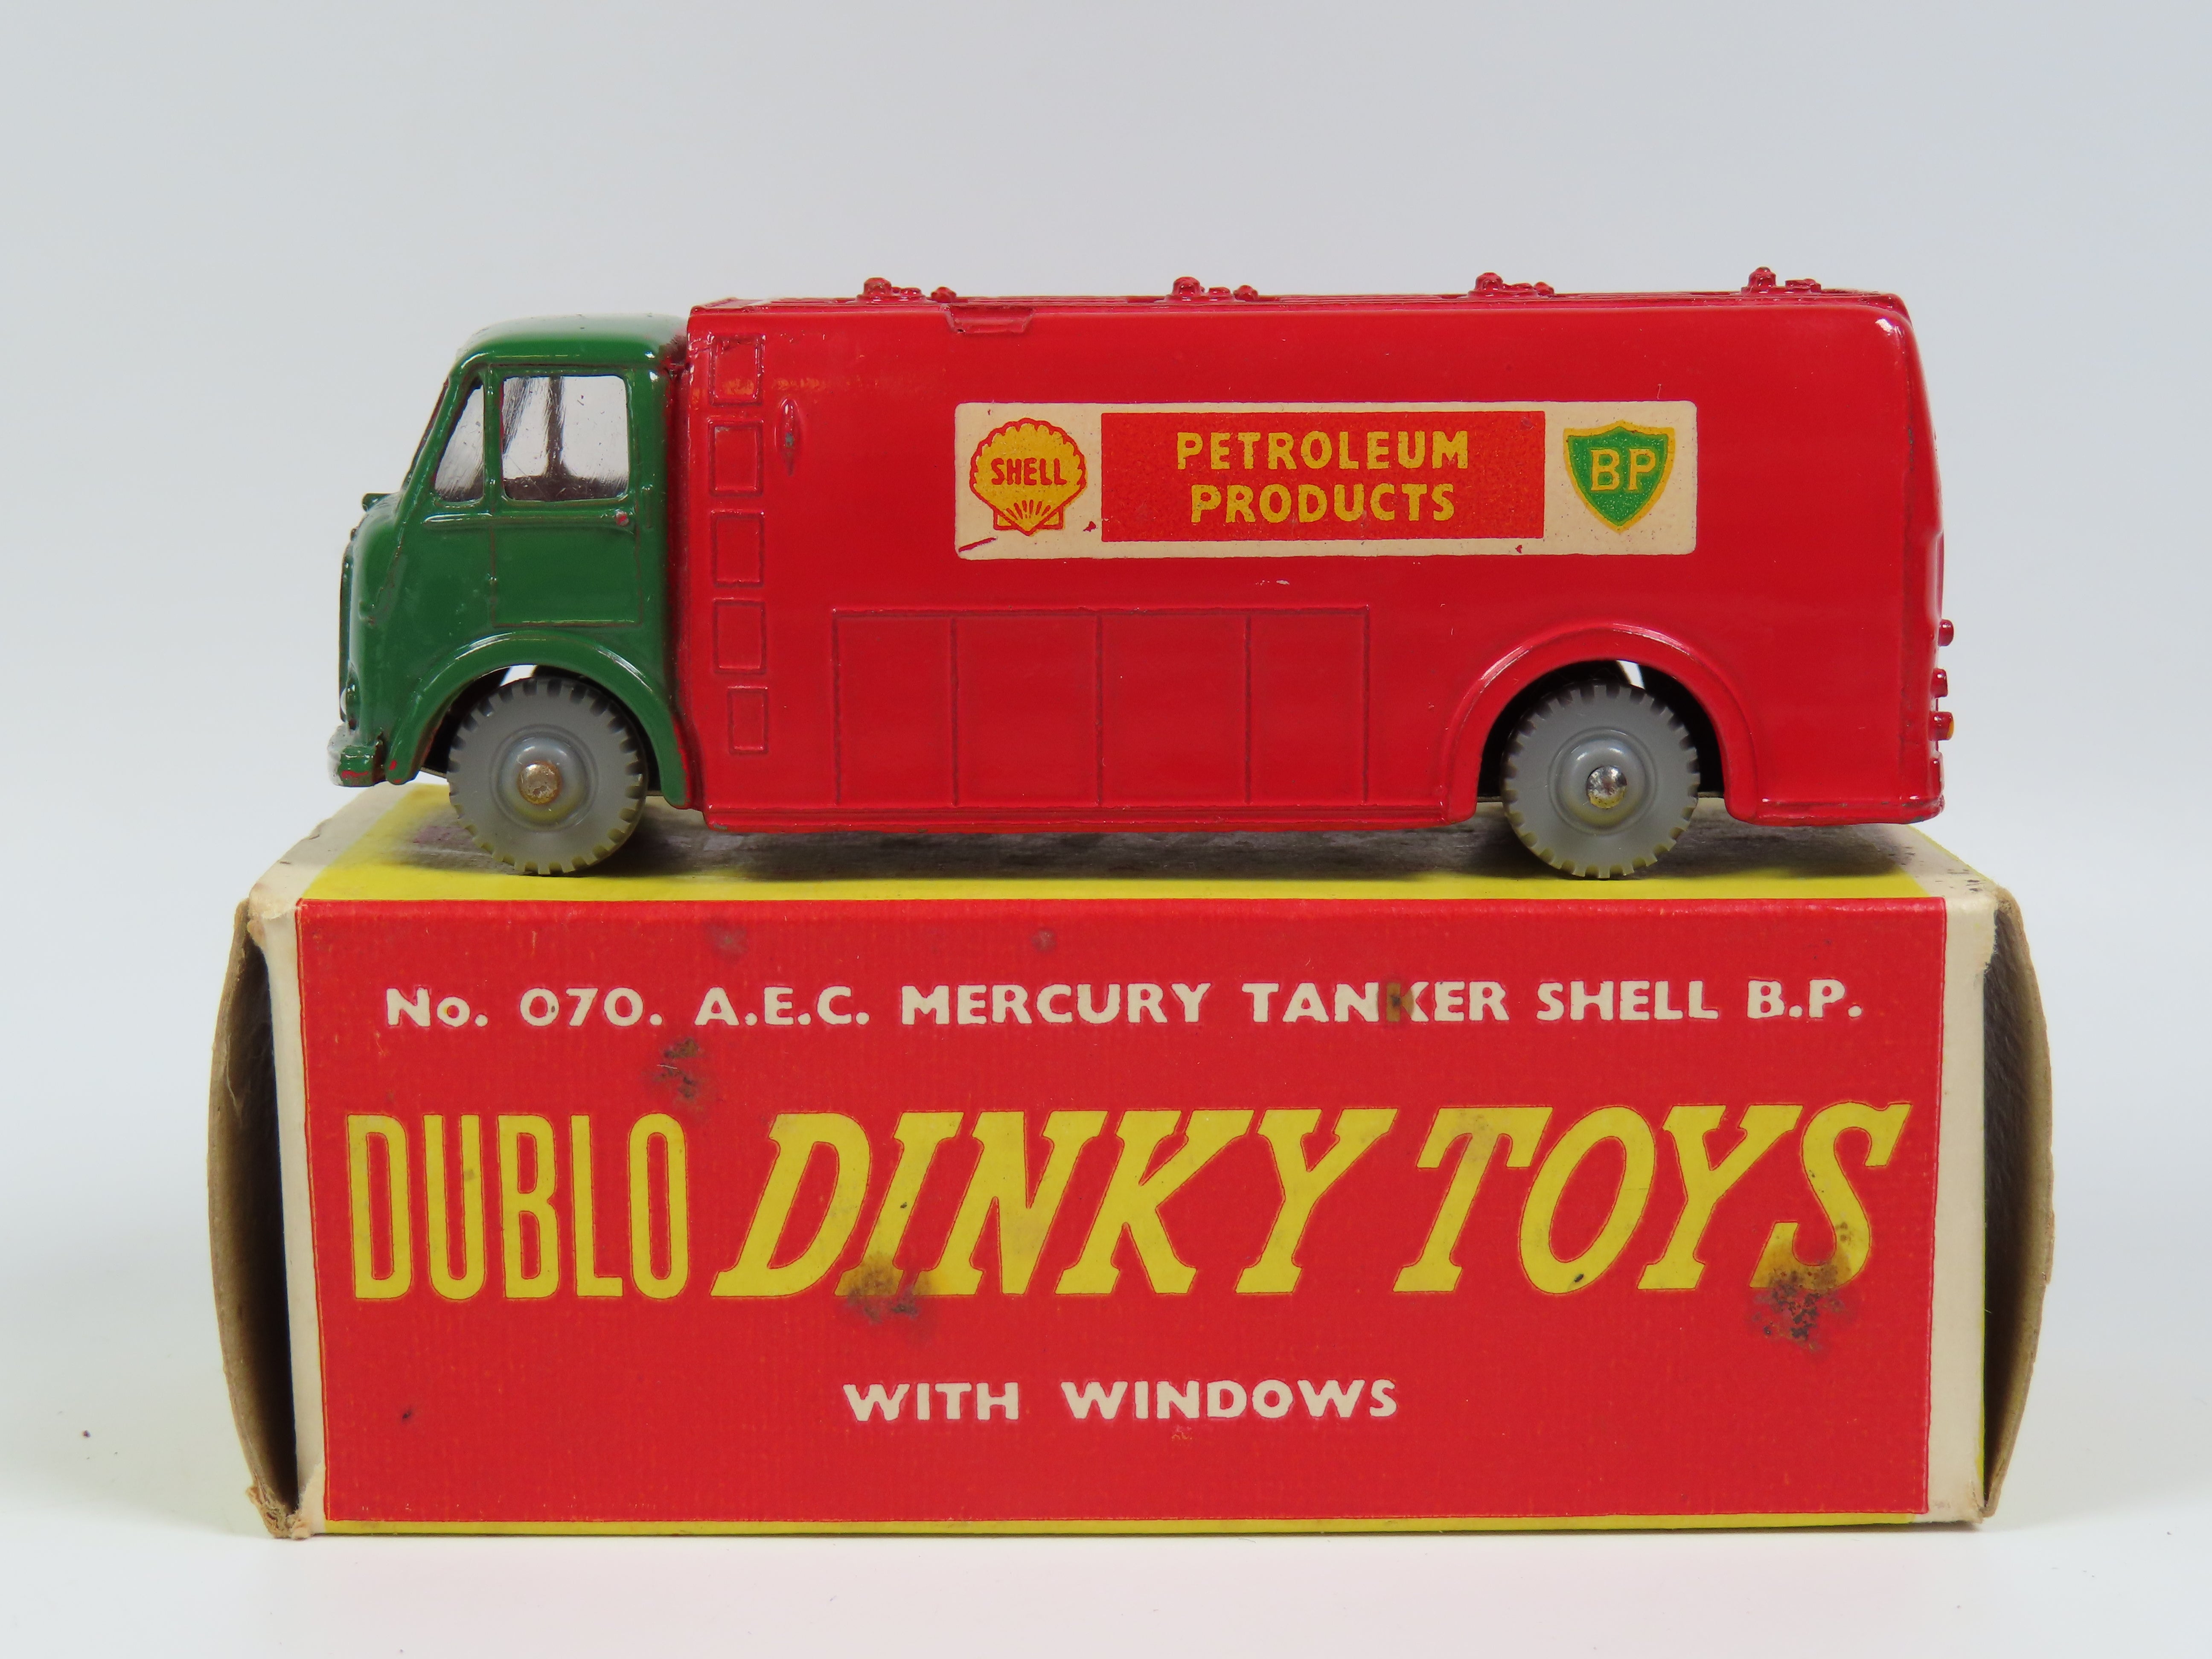 SHELL
PETROLEUM
PRODUCTS
BP
No. 070. A.E.C. MERCURY TANKER SHELL B.P.
DUBLO DINKY TOYS
WITH WINDOWS